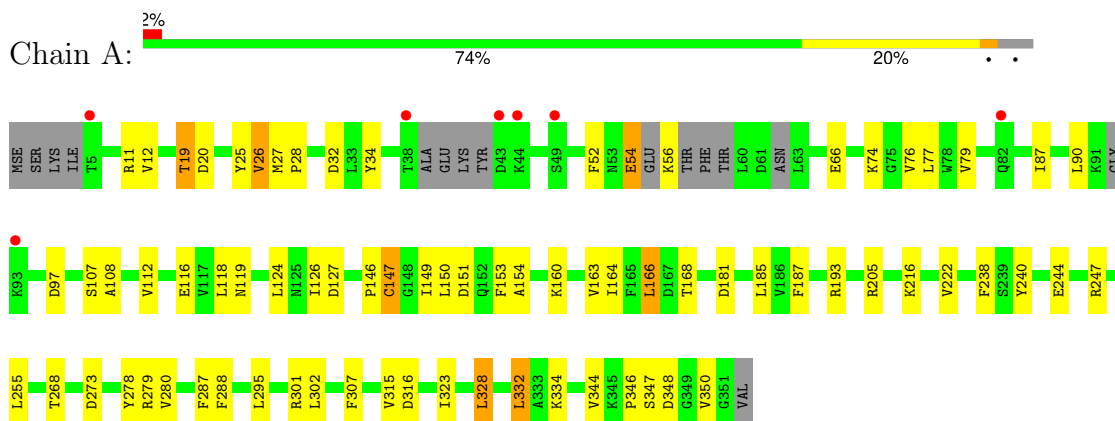 2%
Chain A:
74% 20% • •
MSE SER LYS ILE T5 R11 V12 T19 D20 Y25 V26 M27 P28 D32 L33 Y34 T38 ALA GLU LYS TYR D43 K44 S49 F52 N53 E54 GLU K56 THR PHE THR L60 D61 ASN L63 E66 K74 G75 V76 L77 W78 V79 Q82 I87 L90 K91 GLY
K93 D97 S107 A108 V112 E116 V117 L118 N119 L124 N125 I126 D127 P146 C147 G148 I149 L150 D151 Q152 F153 A154 K160 V163 I164 F165 L166 D167 T168 D181 L185 V186 F187 R193 R205 K216 V222 F238 S239 Y240 E244 R247
L255 T268 D273 Y278 R279 V280 F287 F288 L295 R301 L302 F307 V315 D316 I323 L328 L332 A333 K334 V344 K345 P346 S347 D348 G349 V350 G351 VAL